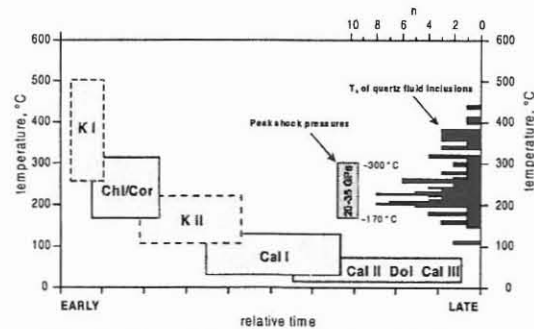 n
10 8 6 4 2 0
600
500
400
300
200
100
0
temperature, °C
600
500
400
300
200
100
0
temperature, °C
K I
Chl/Cor
K II
Cal I
Cal II Dol Cal III
Peak shock pressures
20-35 GPa
~300°C
~170°C
Th of quartz fluid inclusions
EARLY
LATE
relative time